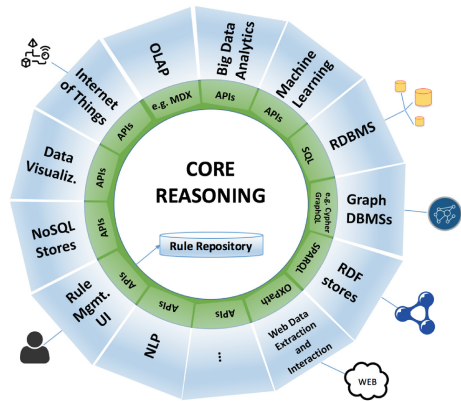 CORE
REASONING
Rule Repository
OLAP
e.g. MDX
Big Data
Analytics
APIs
Machine
Learning
APIs
RDBMS
SQL
Graph
DBMSs
e.g. Cypher
GraphQL
RDF
stores
SPARQL
Web Data
Extraction
and
Interaction
OXPath
WEB
...
APIs
NLP
APIs
Rule
Mgmt.
UI
APIs
NoSQL
Stores
APIs
Data
Visualiz.
APIs
Internet
of Things
APIs